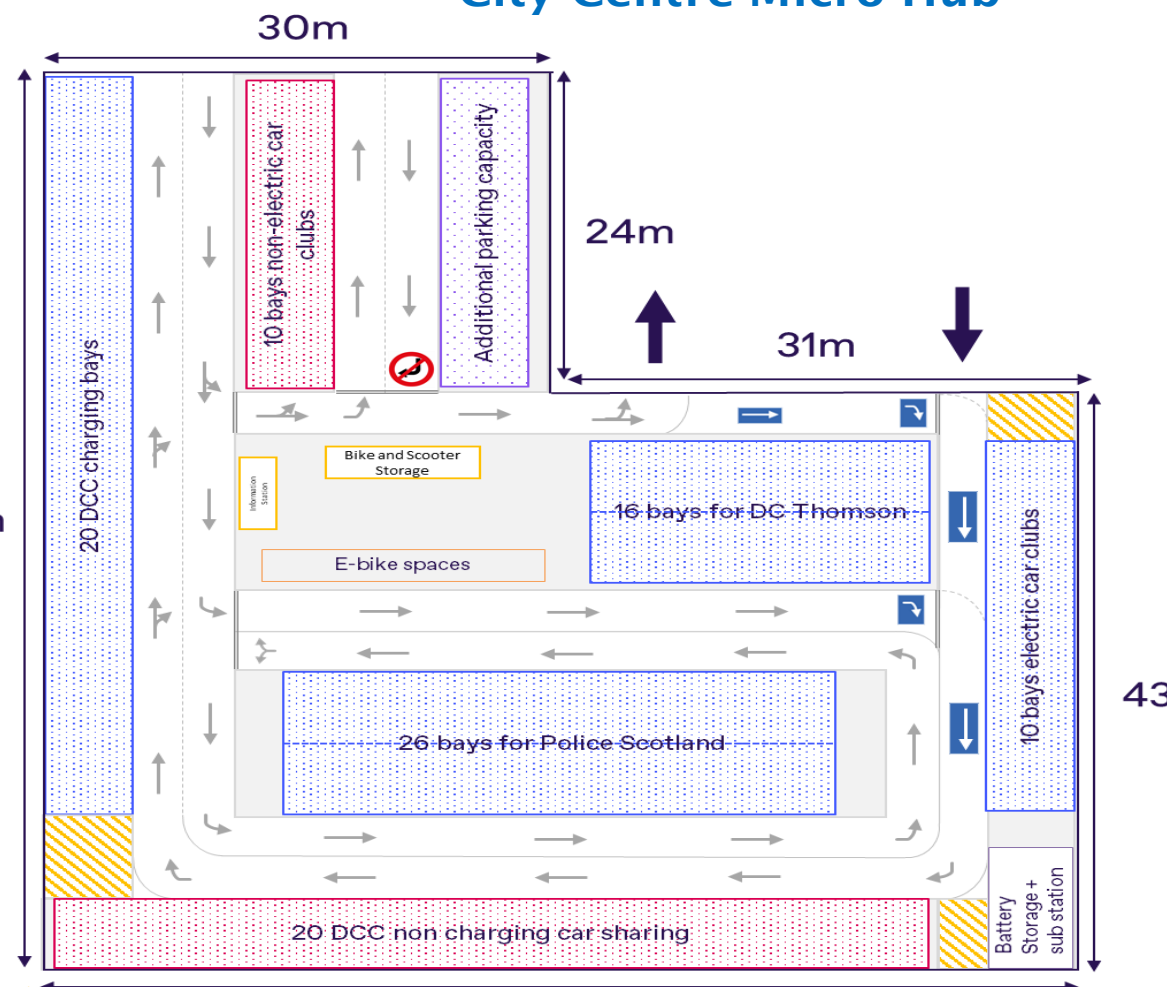 City Centre Micro Hub
30m
24m
31m
10 bays non-electric car
clubs
Additional parking capacity
20 DCC charging bays
Bike and Scooter
Storage
Information
Station
16 bays for DC Thomson
E-bike spaces
10 bays electric car clubs
43
26 bays for Police Scotland
20 DCC non charging car sharing
Battery
Storage +
sub station